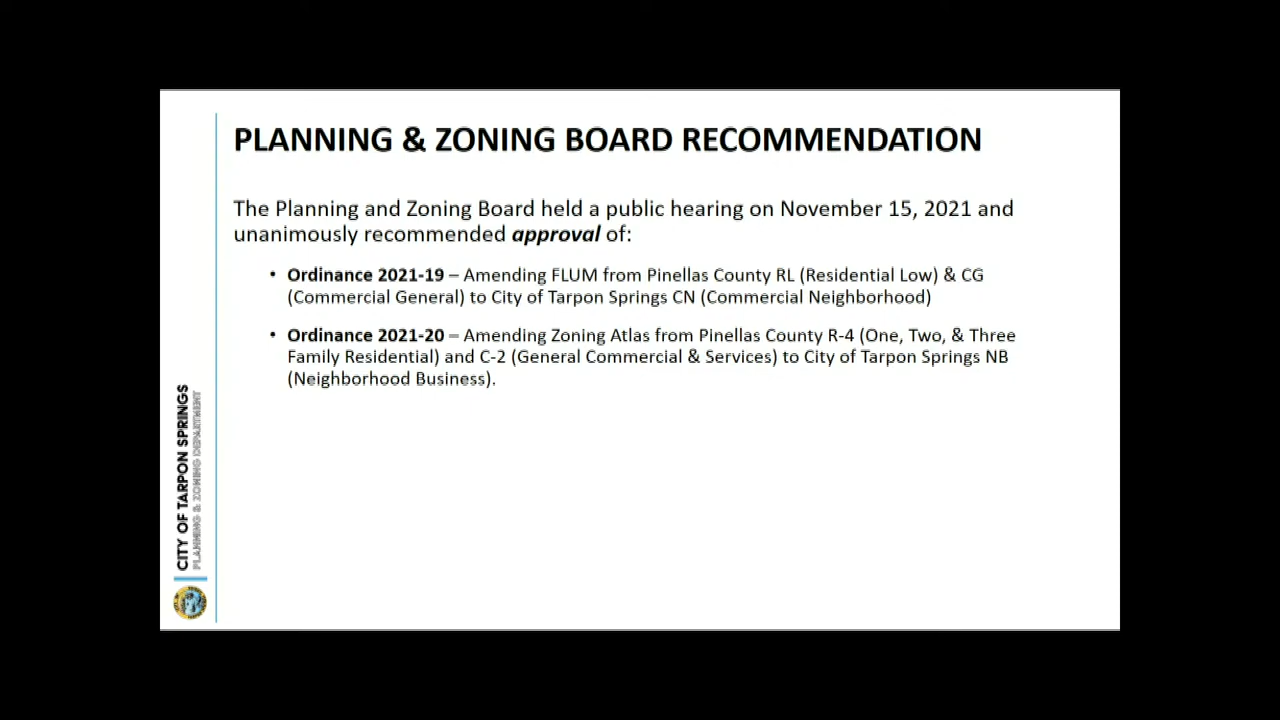 PLANNING & ZONING BOARD RECOMMENDATION
The Planning and Zoning Board held a public hearing on November 15, 2021 and
unanimously recommended approval of:
• Ordinance 2021-19 – Amending FLUM from Pinellas County RL (Residential Low) & CG
(Commercial General) to City of Tarpon Springs CN (Commercial Neighborhood)
• Ordinance 2021-20 – Amending Zoning Atlas from Pinellas County R-4 (One, Two, & Three
Family Residential) and C-2 (General Commercial & Services) to City of Tarpon Springs NB
(Neighborhood Business).
CITY OF TARPON SPRINGS
PLANNING & ZONING DEPARTMENT